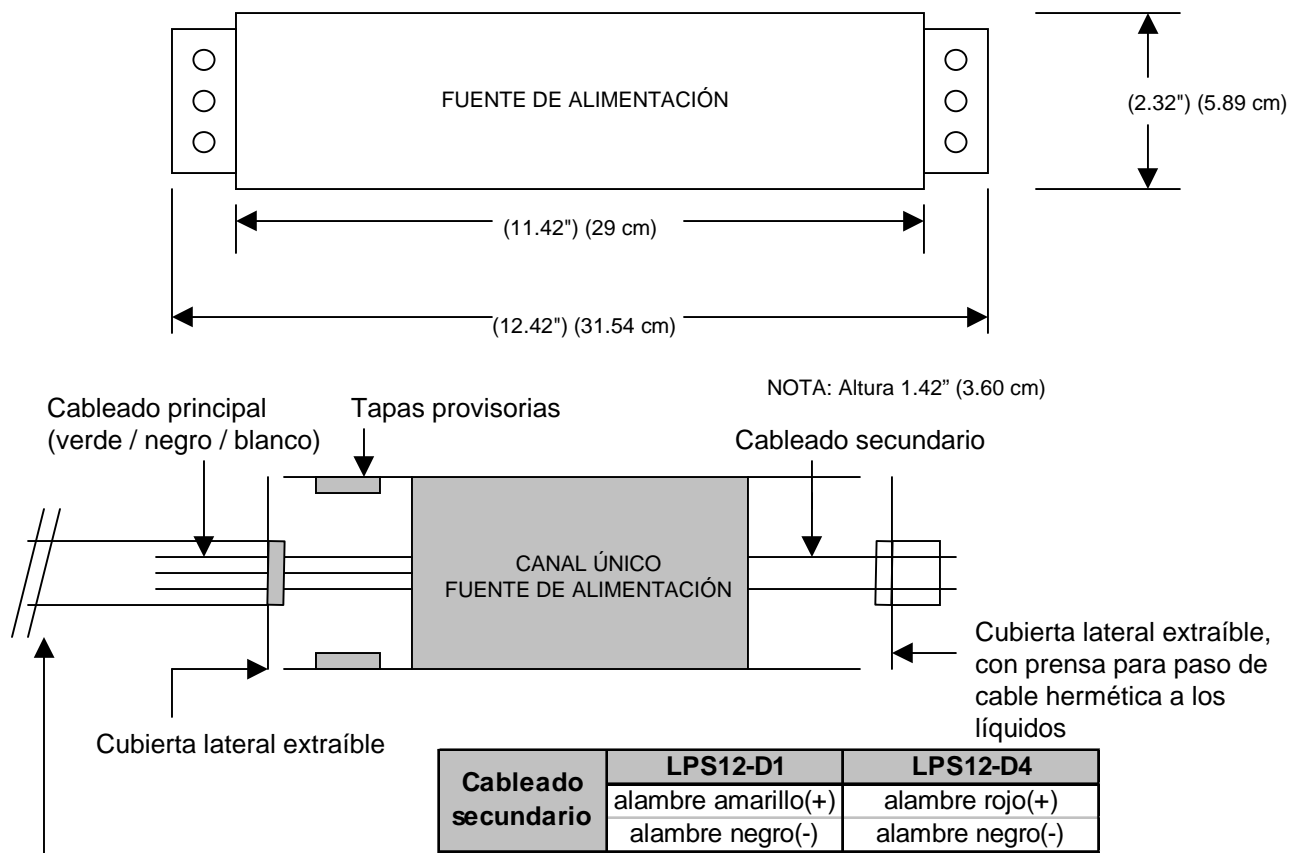 FUENTE DE ALIMENTACIÓN
(2.32") (5.89 cm)
(11.42") (29 cm)
(12.42") (31.54 cm)
NOTA: Altura 1.42” (3.60 cm)
Cableado principal
(verde / negro / blanco)
Tapas provisorias
Cableado secundario
CANAL ÚNICO
FUENTE DE ALIMENTACIÓN
Cubierta lateral extraíble,
con prensa para paso de
cable hermética a los
líquidos
Cubierta lateral extraíble
Cableado
secundario
LPS12-D1
LPS12-D4
alambre amarillo(+)
alambre rojo(+)
alambre negro(-)
alambre negro(-)